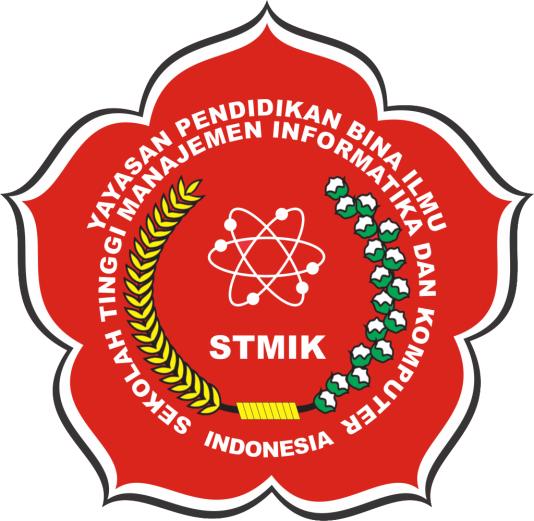 YAYASAN PENDIDIKAN BINA ILMU
SEKOLAH TINGGI MANAJEMEN INFORMATIKA DAN KOMPUTER
STMIK
INDONESIA